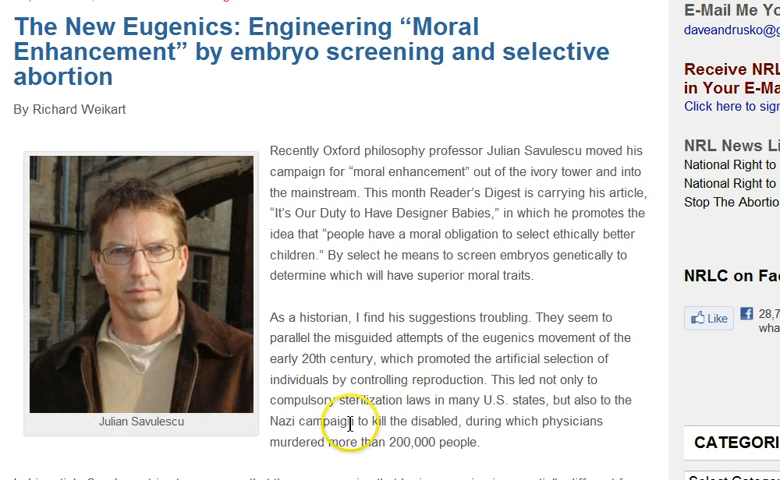 The New Eugenics: Engineering “Moral
Enhancement” by embryo screening and selective
abortion
By Richard Weikart
Recently Oxford philosophy professor Julian Savulescu moved his
campaign for “moral enhancement” out of the ivory tower and into
the mainstream. This month Reader’s Digest is carrying his article,
“It’s Our Duty to Have Designer Babies,” in which he promotes the
idea that “people have a moral obligation to select ethically better
children.” By select he means to screen embryos genetically to
determine which will have superior moral traits.
As a historian, I find his suggestions troubling. They seem to
parallel the misguided attempts of the eugenics movement of the
early 20th century, which promoted the artificial selection of
individuals by controlling reproduction. This led not only to
compulsory sterilization laws in many U.S. states, but also to the
Nazi campaign to kill the disabled, during which physicians
murdered more than 200,000 people.
Julian Savulescu
E-Mail Me Yo
daveandrusko@g
Receive NRL
in Your E-Ma
Click here to sign
NRL News Li
National Right to
National Right to
Stop The Abortio
NRLC on Fac
Like
28,7
wha
CATEGORI